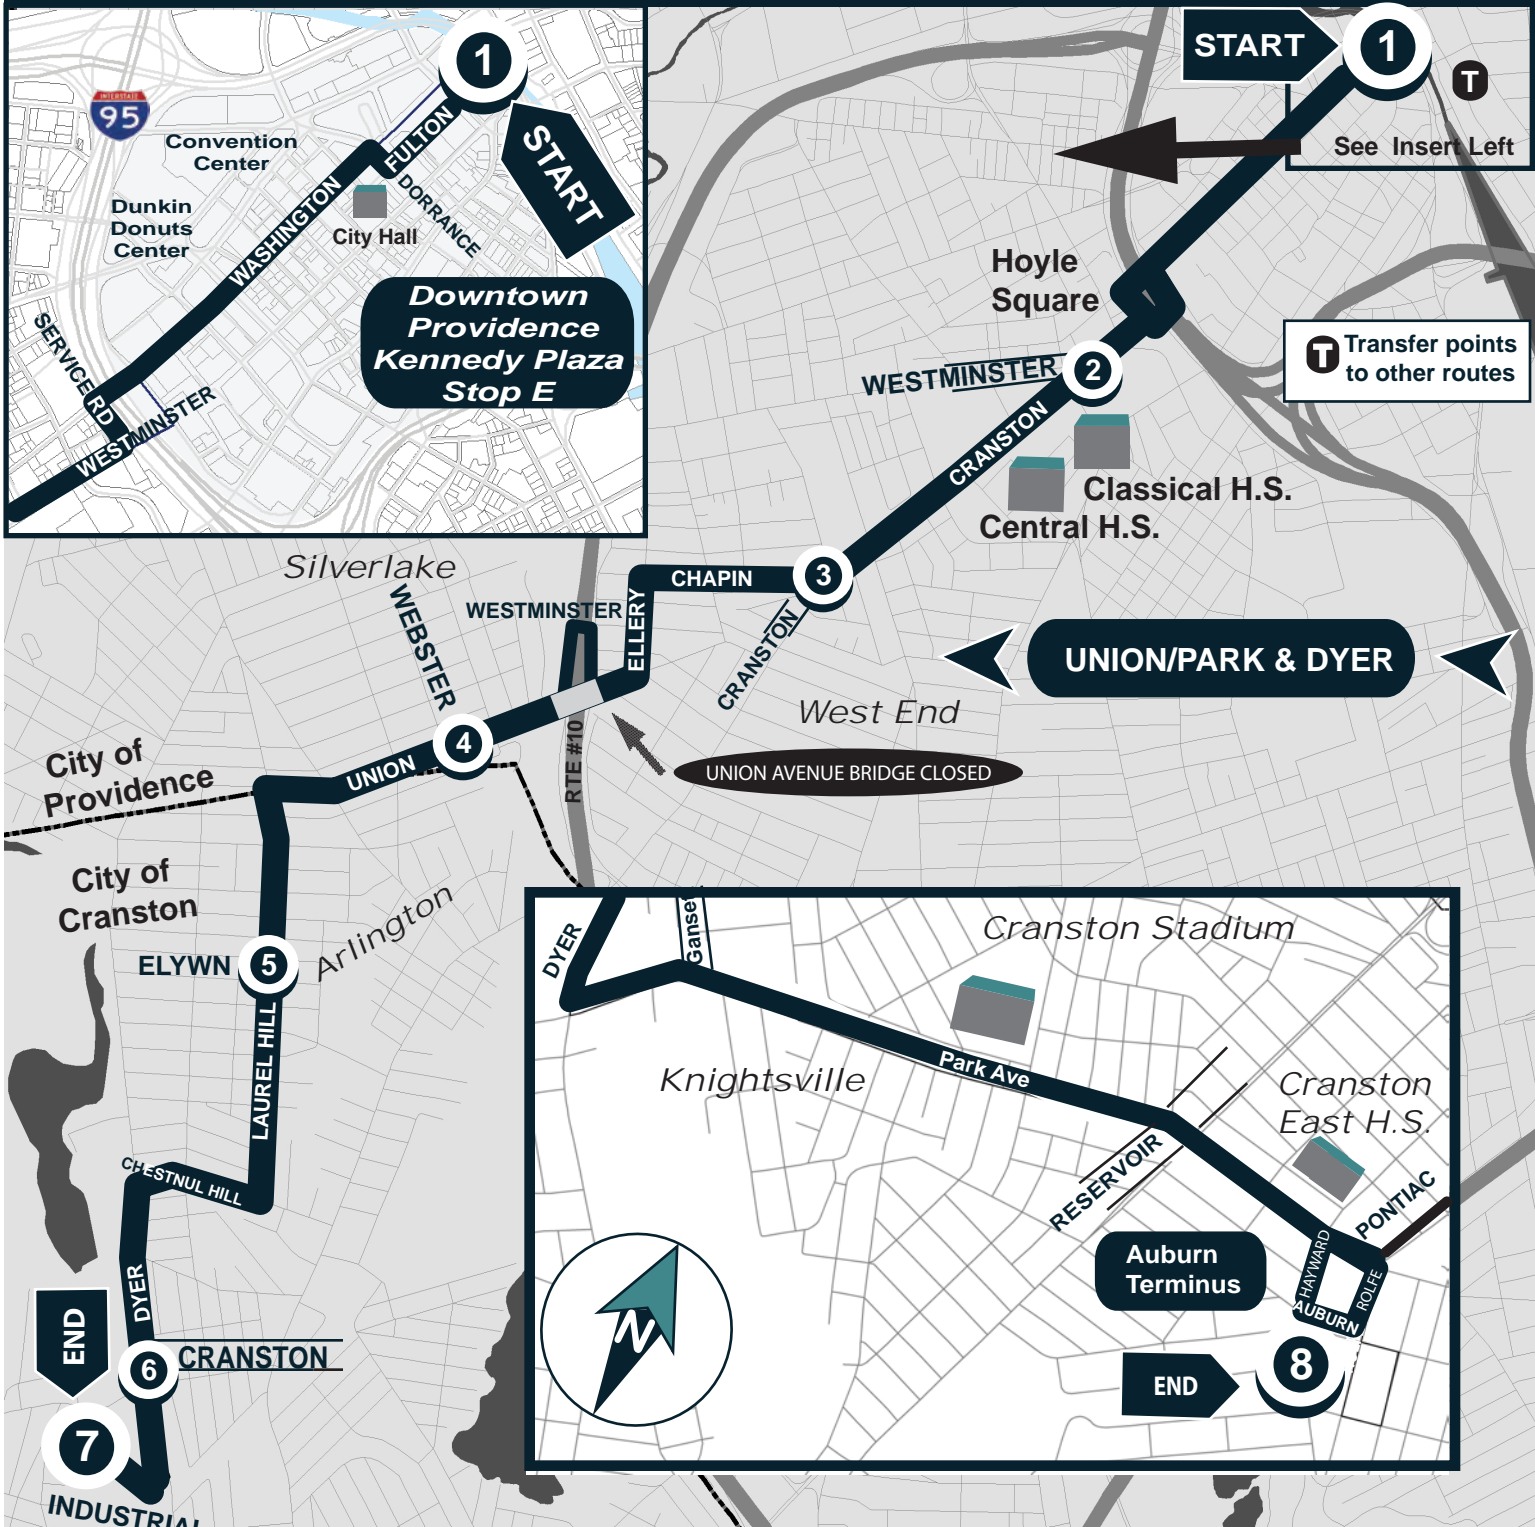 1
START
INTERSTATE
95
Convention
Center
Dunkin
Donuts
Center
FULTON
DORRANCE
WASHINGTON
City Hall
SERVICE RD
WESTMINSTER
Downtown
Providence
Kennedy Plaza
Stop E
START
1
T
See Insert Left
Hoyle
Square
T Transfer points
to other routes
WESTMINSTER
2
CRANSTON
Classical H.S.
Central H.S.
Silverlake
CHAPIN
3
WESTMINSTER
ELLERY
CRANSTON
WEBSTER
UNION/PARK & DYER
West End
4
RTE #10
UNION AVENUE BRIDGE CLOSED
UNION
City of
Providence
City of
Cranston
Arlington
ELYWN
5
LAUREL HILL
CHESTNUL HILL
DYER
END
6
CRANSTON
7
INDUSTRIAL
DYER
Ganset
Cranston Stadium
Knightsville
Park Ave
Cranston
East H.S.
RESERVOIR
PONTIAC
HAYWARD
ROLFE
AUBURN
Auburn
Terminus
N
END
8